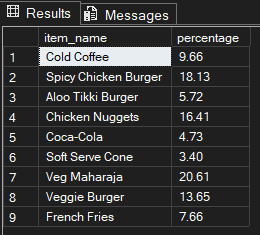 Results Messages
item_name percentage
1 Cold Coffee 9.66
2 Spicy Chicken Burger 18.13
3 Aloo Tikki Burger 5.72
4 Chicken Nuggets 16.41
5 Coca-Cola 4.73
6 Soft Serve Cone 3.40
7 Veg Maharaja 20.61
8 Veggie Burger 13.65
9 French Fries 7.66